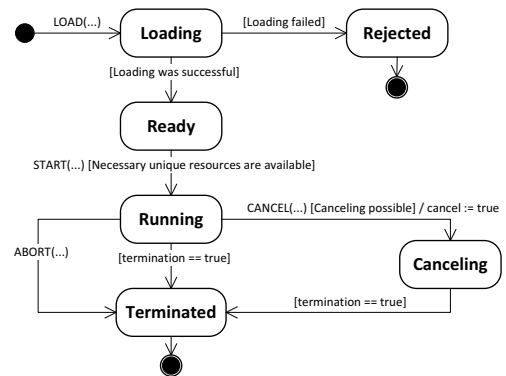 LOAD(...)
Loading
[Loading failed]
Rejected
[Loading was successful]
Ready
START(...) [Necessary unique resources are available]
Running
CANCEL(...) [Canceling possible] / cancel := true
ABORT(...)
[termination == true]
Canceling
Terminated
[termination == true]